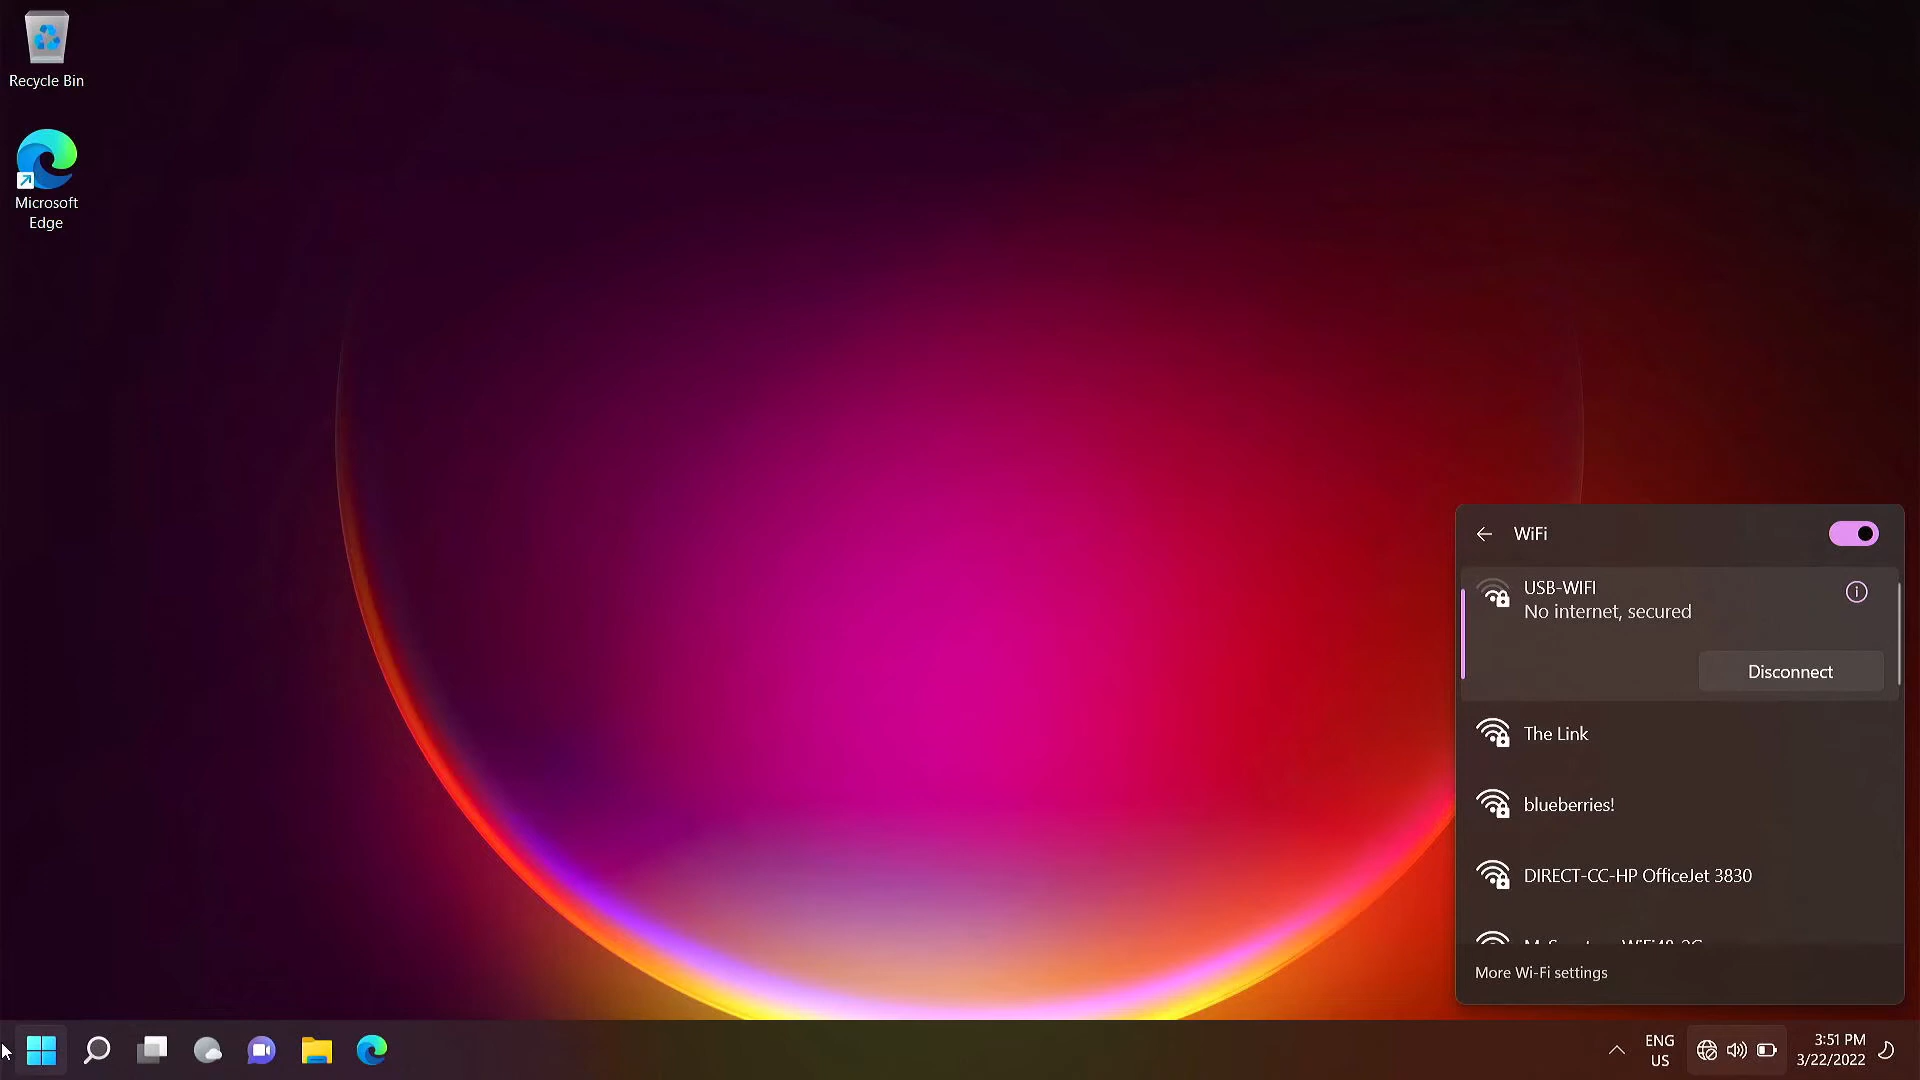 Recycle Bin
Microsoft
Edge
WiFi
USB-WIFI
No internet, secured
Disconnect
The Link
blueberries!
DIRECT-CC-HP OfficeJet 3830
More Wi-Fi settings
ENG
US
3:51 PM
3/22/2022